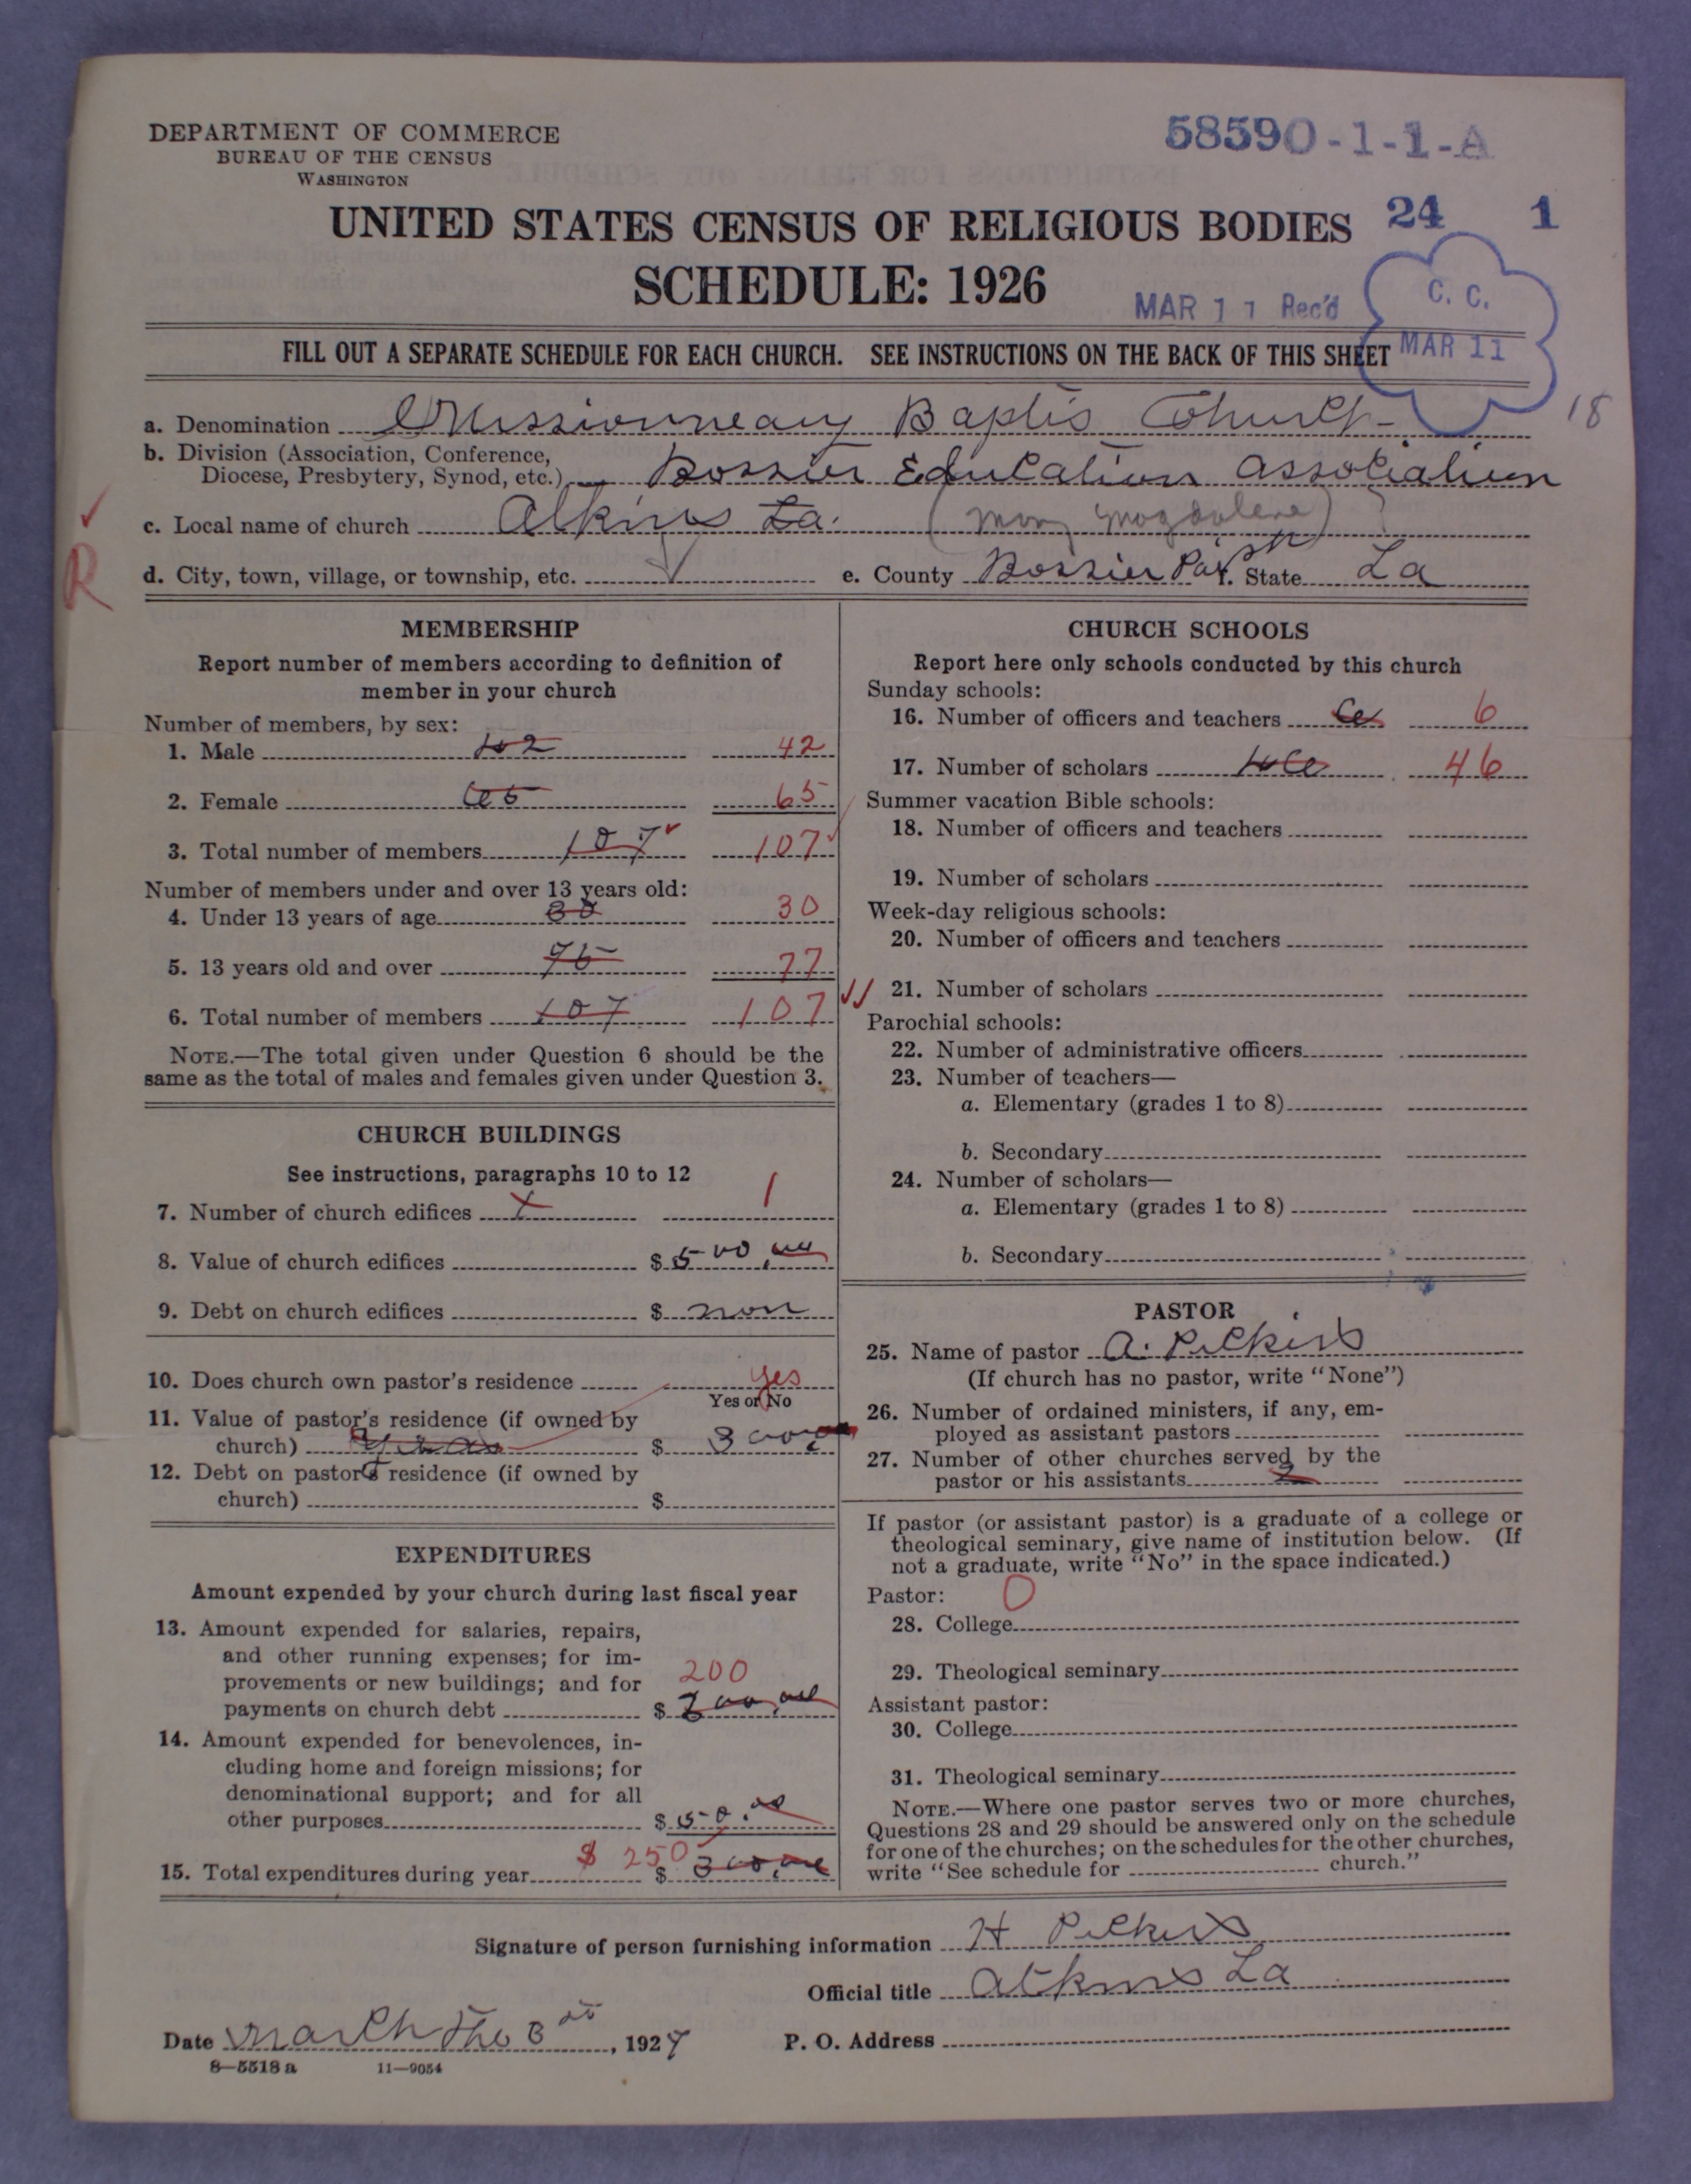 DEPARTMENT OF COMMERCE
BUREAU OF THE CENSUS
WASHINGTON
58590-1-1-A
UNITED STATES CENSUS OF RELIGIOUS BODIES
24 1
SCHEDULE: 1926
MAR 11 Rec'd
C. C.
MAR 11
FILL OUT A SEPARATE SCHEDULE FOR EACH CHURCH. SEE INSTRUCTIONS ON THE BACK OF THIS SHEET
18
a. Denomination Missionneary Baptis Church
b. Division (Association, Conference,
Diocese, Presbytery, Synod, etc.) Bossier Education association
c. Local name of church Atkins La. (Mary Magdalene)
R
d. City, town, village, or township, etc. e. County Bossier Parish State La
MEMBERSHIP
Report number of members according to definition of
member in your church
Number of members, by sex:
1. Male 42 42
2. Female 65 65
3. Total number of members 107 107
Number of members under and over 13 years old:
4. Under 13 years of age 30 30
5. 13 years old and over 77
6. Total number of members 107 107
NOTE.—The total given under Question 6 should be the
same as the total of males and females given under Question 3.
CHURCH BUILDINGS
See instructions, paragraphs 10 to 12
7. Number of church edifices 1
8. Value of church edifices $ 500.00
9. Debt on church edifices $ non
10. Does church own pastor's residence yes
Yes or No
11. Value of pastor's residence (if owned by
church) $
12. Debt on pastor's residence (if owned by
church) $
EXPENDITURES
Amount expended by your church during last fiscal year
13. Amount expended for salaries, repairs,
and other running expenses; for im-
provements or new buildings; and for
payments on church debt $ 200
14. Amount expended for benevolences, in-
cluding home and foreign missions; for
denominational support; and for all
other purposes $ 50.00
15. Total expenditures during year $ 250 $ 300.00
CHURCH SCHOOLS
Report here only schools conducted by this church
Sunday schools:
16. Number of officers and teachers 6 6
17. Number of scholars 46 46
Summer vacation Bible schools:
18. Number of officers and teachers
19. Number of scholars
Week-day religious schools:
20. Number of officers and teachers
21. Number of scholars
Parochial schools:
22. Number of administrative officers
23. Number of teachers—
a. Elementary (grades 1 to 8)
b. Secondary
24. Number of scholars—
a. Elementary (grades 1 to 8)
b. Secondary
PASTOR
25. Name of pastor A. Pelkins
(If church has no pastor, write "None")
26. Number of ordained ministers, if any, em-
ployed as assistant pastors
27. Number of other churches served by the
pastor or his assistants 2
If pastor (or assistant pastor) is a graduate of a college or
theological seminary, give name of institution below. (If
not a graduate, write "No" in the space indicated.)
Pastor: 0
28. College
29. Theological seminary
Assistant pastor:
30. College
31. Theological seminary
NOTE.—Where one pastor serves two or more churches,
Questions 28 and 29 should be answered only on the schedule
for one of the churches; on the schedules for the other churches,
write "See schedule for church."
Signature of person furnishing information H Pelkins
Official title Atkins La
Date March the 8, 1927 P. O. Address
8—5518 a 11—9054